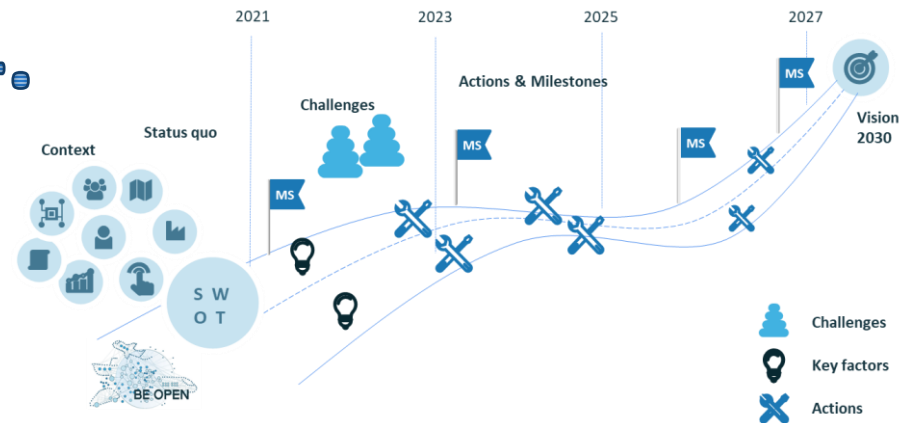 2021
2023
2025
2027
Actions & Milestones
MS
Challenges
Status quo
Context
MS
MS
MS
Vision
2030
S W
O T
BE OPEN
Challenges
Key factors
Actions